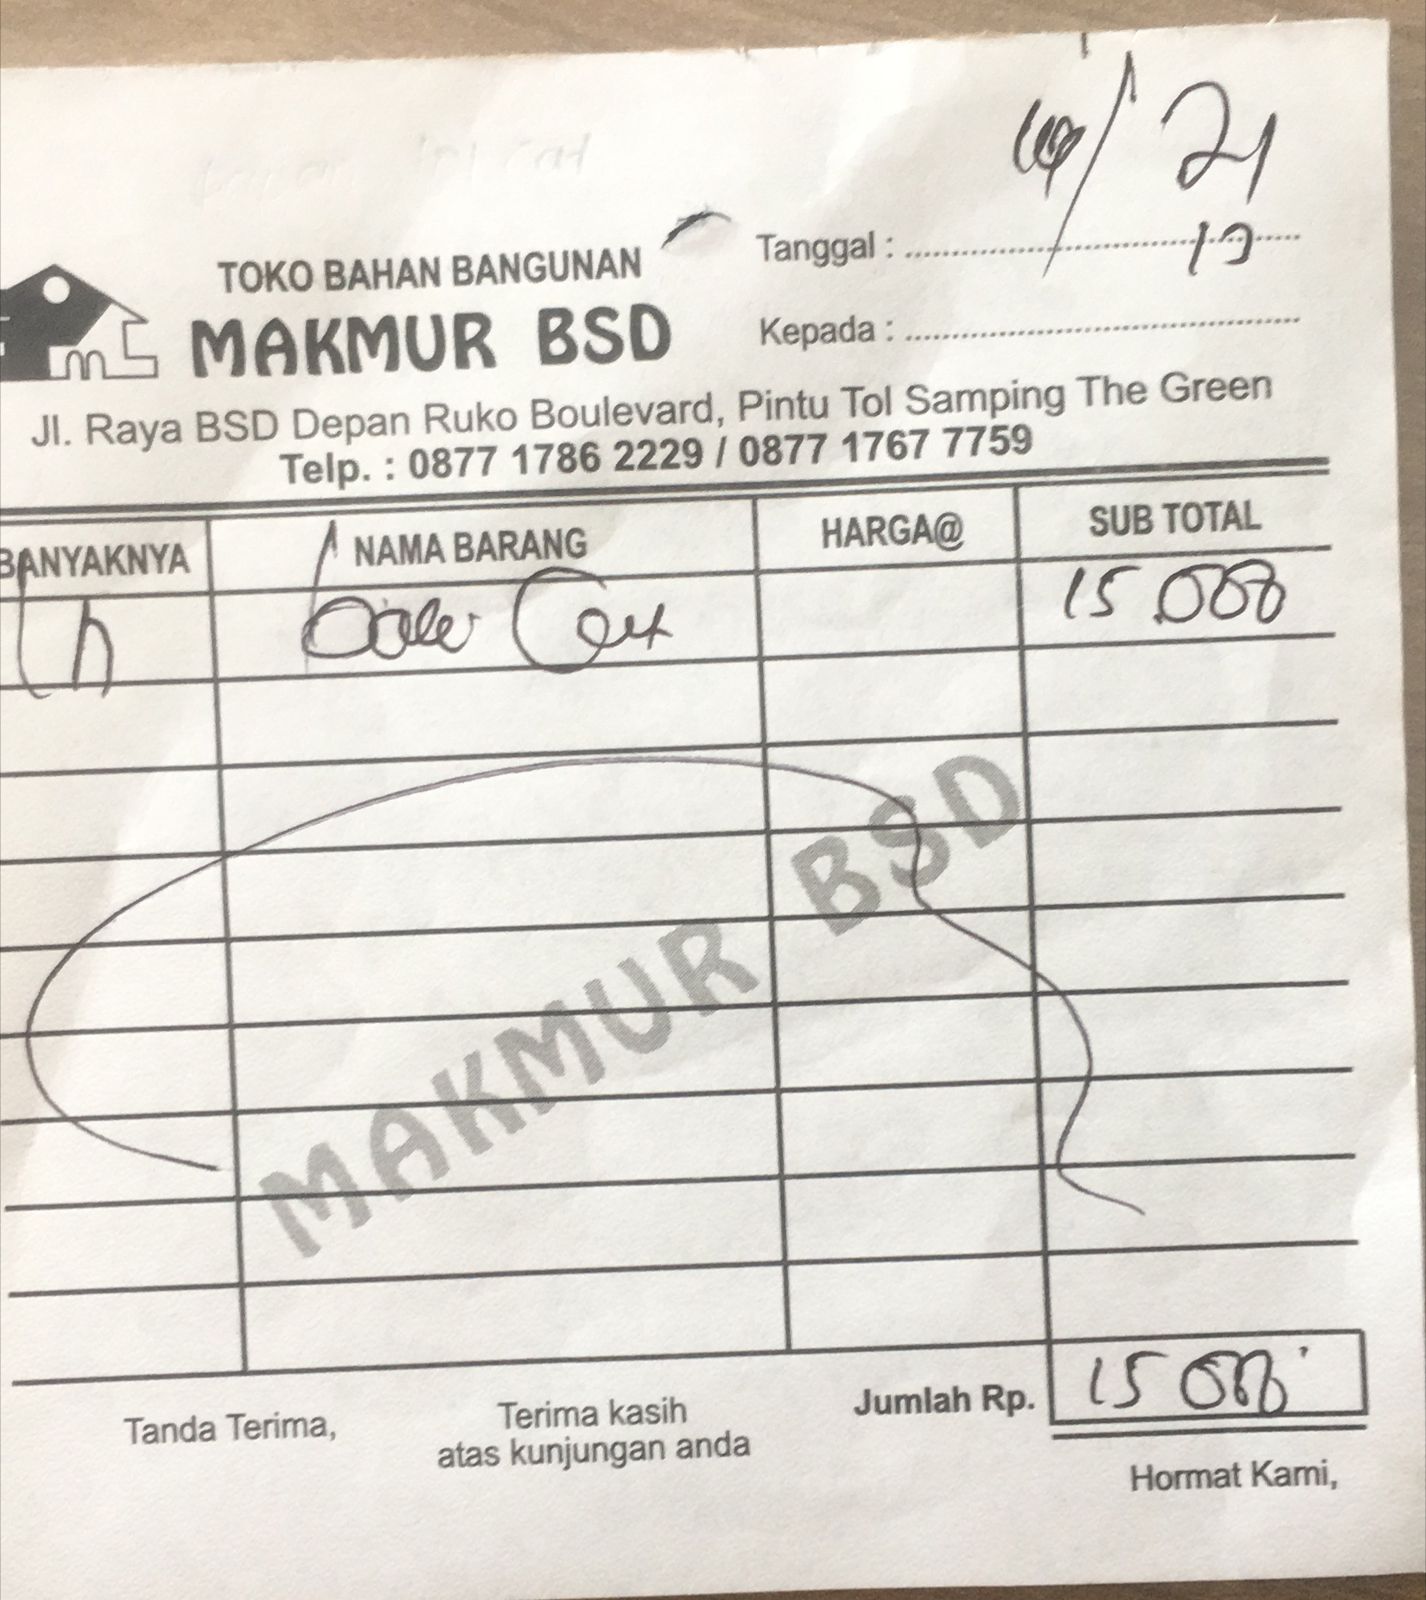 21
Tanggal :
19
TOKO BAHAN BANGUNAN
MAKMUR BSD
Kepada :
Jl. Raya BSD Depan Ruko Boulevard, Pintu Tol Samping The Green
Telp. : 0877 1786 2229 / 0877 1767 7759
BANYAKNYA NAMA BARANG HARGA@ SUB TOTAL
15.000
MAKMUR BSD
Jumlah Rp. 15 000
Tanda Terima,
Terima kasih
atas kunjungan anda
Hormat Kami,